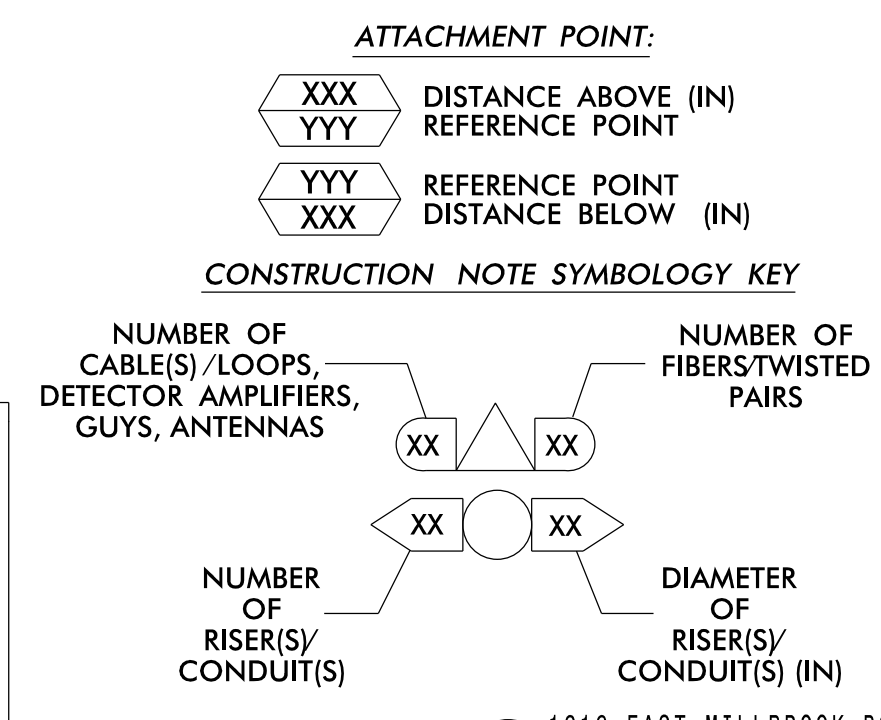 ATTACHMENT POINT:
XXX
YYY
DISTANCE ABOVE (IN)
REFERENCE POINT
YYY
XXX
REFERENCE POINT
DISTANCE BELOW (IN)
CONSTRUCTION NOTE SYMBOLOGY KEY
NUMBER OF
CABLE(S)/LOOPS,
DETECTOR AMPLIFIERS,
GUYS, ANTENNAS
NUMBER OF
FIBERS/TWISTED
PAIRS
XX XX
XX XX
NUMBER
OF
RISER(S)/
CONDUIT(S)
DIAMETER
OF
RISER(S)/
CONDUIT(S) (IN)